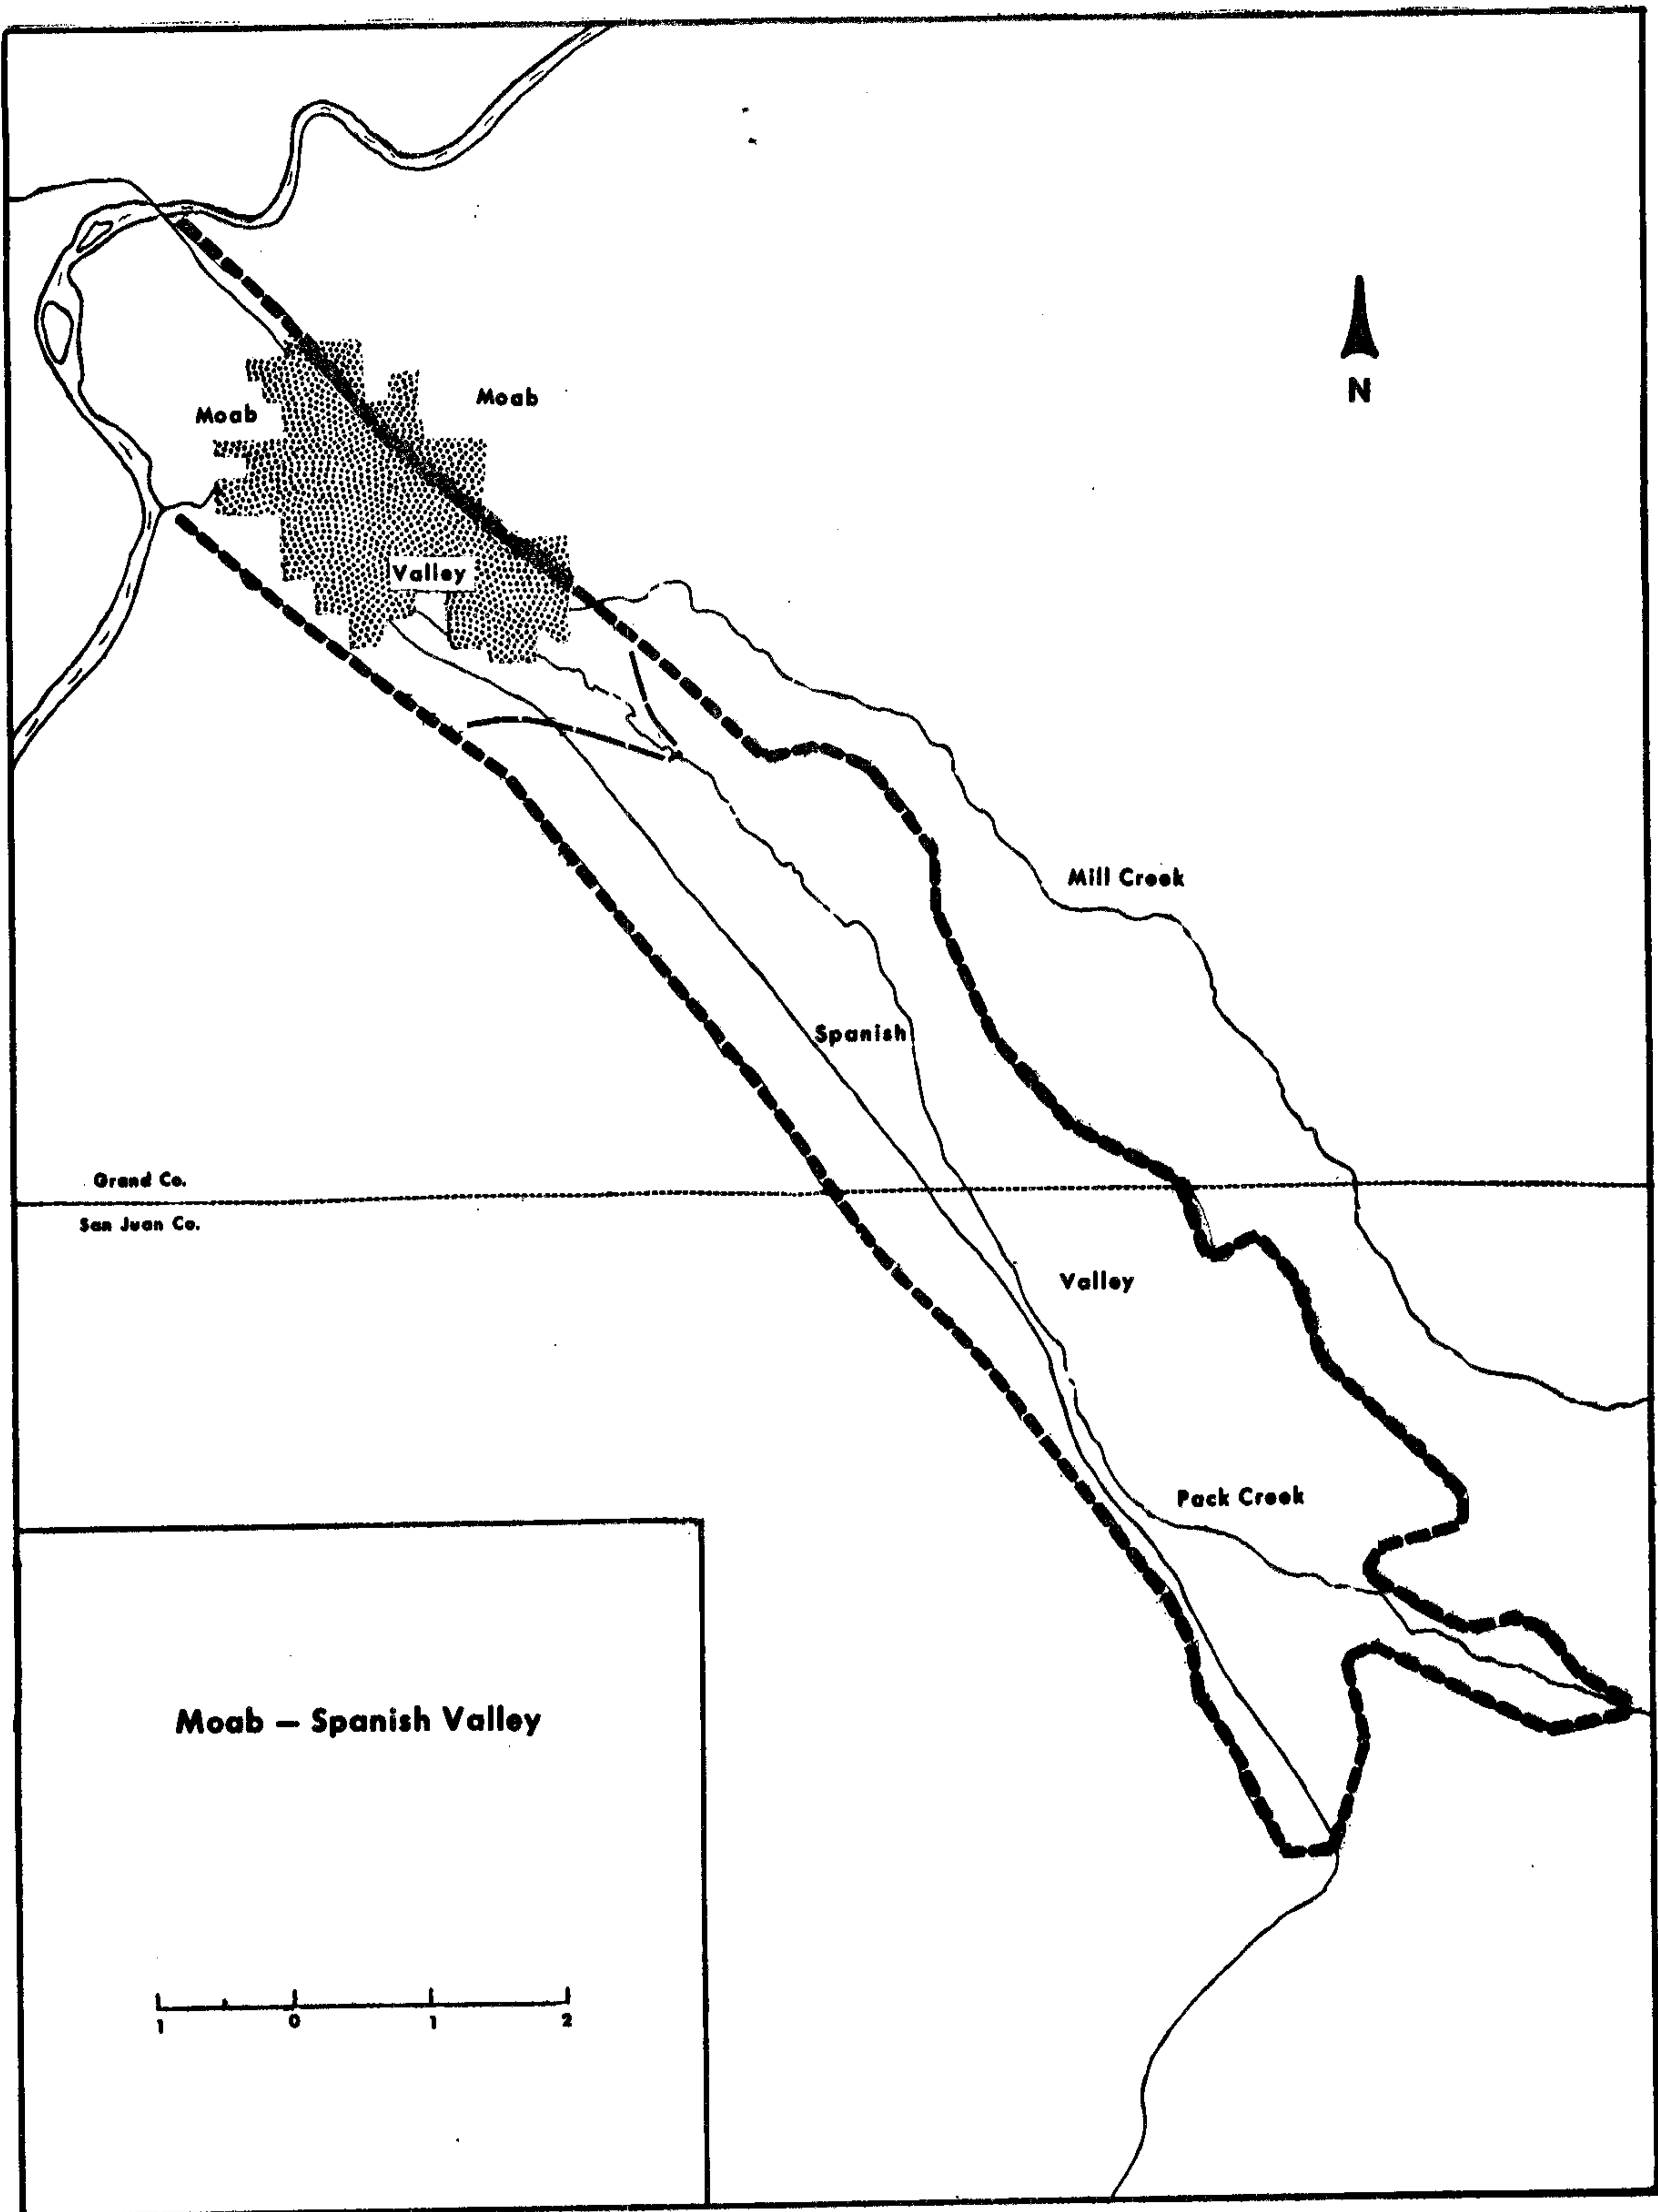 Moab
Moab
N
Valley
Mill Creek
Spanish
Grand Co.
San Juan Co.
Valley
Pack Creek
Moab – Spanish Valley
1 0 1 2